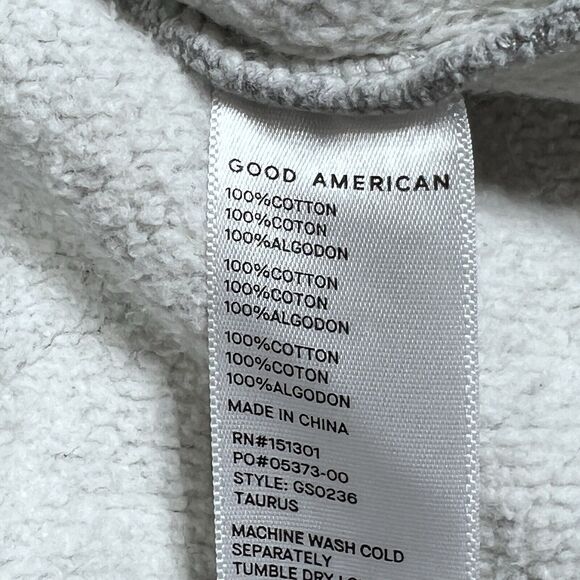 GOOD AMERICAN
100%COTTON
100%COTON
100%ALGODON
100%COTTON
100%COTON
100%ALGODON
100%COTTON
100%COTON
100%ALGODON
MADE IN CHINA
RN#151301
PO#05373-00
STYLE: GS0236
TAURUS
MACHINE WASH COLD
SEPARATELY
TUMBLE DRY